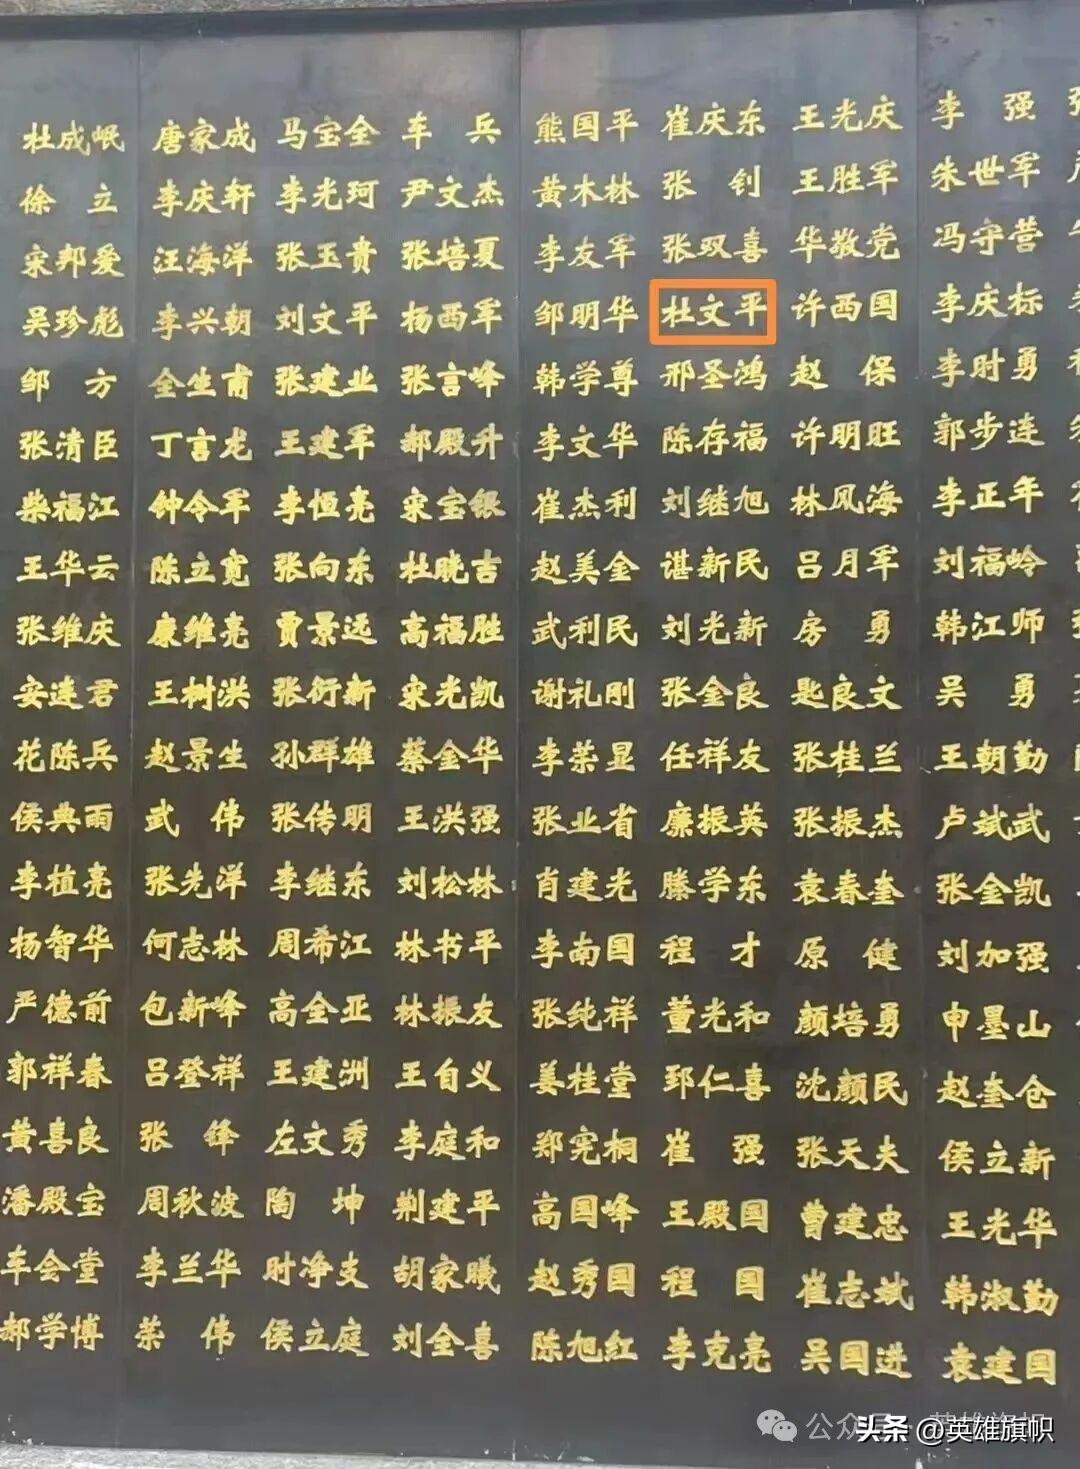 杜成岷 唐家成 马宝全 车兵 熊国平 崔庆东 王光庆 李强
徐立 李庆轩 李光珂 尹文杰 黄木林 张钊 王胜军 朱世军
宋邦爱 汪海洋 张玉贵 张培夏 李友军 张双喜 华敬党 冯守营
吴珍彪 李兴朝 刘文平 杨西军 邹明华 杜文平 许西国 李庆标
邹方 全生甫 张建业 张言峰 韩学尊 邢圣鸿 赵保 李时勇
张清臣 丁言龙 王建军 郝殿升 李文华 陈存福 许明旺 郭步连
柴福江 钟令军 李恒亮 宋宝银 崔杰利 刘继旭 林风海 李正年
王华云 陈立宽 张向东 杜晓吉 赵美金 谌新民 吕月军 刘福岭
张维庆 康维亮 贾景远 高福胜 武利民 刘光新 房勇 韩江师
安连君 王树洪 张衍新 宋光凯 谢礼刚 张金良 匙良文 吴勇
花陈兵 赵景生 孙群雄 蔡金华 李荣显 任祥友 张桂兰 王朝勤
侯典雨 武伟 张传明 王洪强 张业省 廉振英 张振杰 卢斌武
李植亮 张先洋 李继东 刘松林 肖建光 滕学东 袁春奎 张金凯
杨智华 何志林 周希江 林书平 李南国 程才 原健 刘加强
严德前 包新峰 高全亚 林振友 张纯祥 董光和 颜培勇 申墨山
郭祥春 吕登祥 王建洲 王自义 姜桂堂 邳仁喜 沈颜民 赵奎仓
黄喜良 张锋 左文秀 李庭和 郑宪桐 崔强 张天夫 侯立新
潘殿宝 周秋波 陶坤 荆建平 高国峰 王殿国 曹建忠 王光华
车会堂 李兰华 时净支 胡家曦 赵秀国 程国 崔志斌 韩淑勤
郝学博 荣伟 侯立庭 刘全喜 陈旭红 李克亮 吴国进 袁建国
公众号
头条 @英雄旗帜